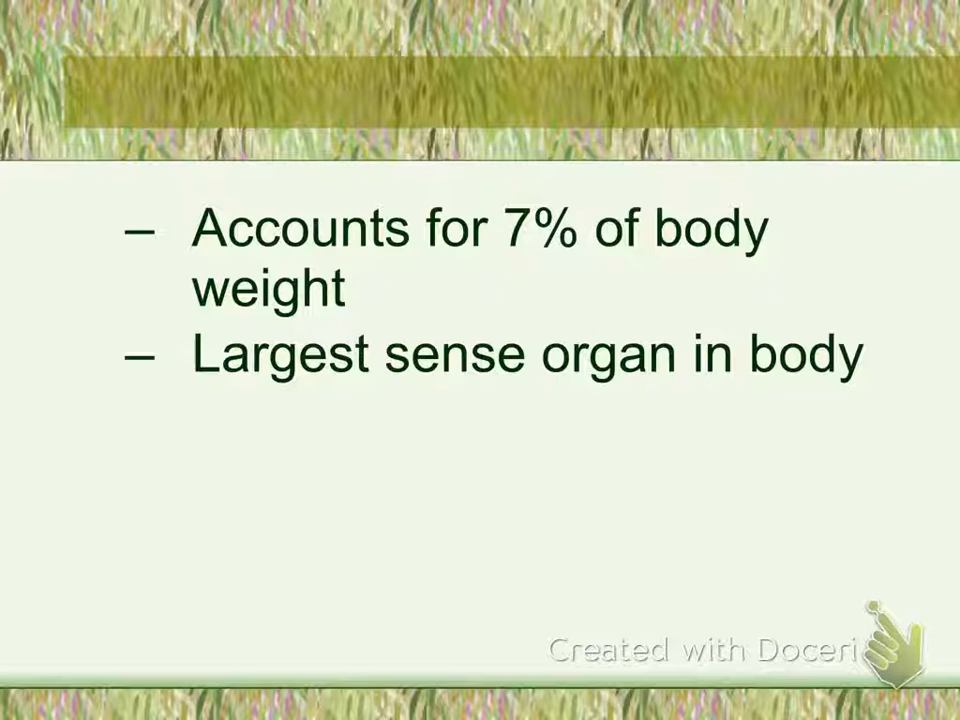 – Accounts for 7% of body
weight
– Largest sense organ in body
Created with Doceri